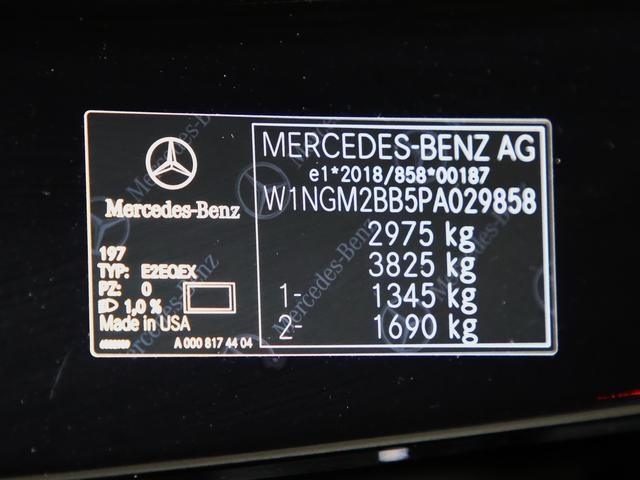 Mercedes-Benz
197
TYP: E2EQEX
PZ: 0
1,0 %
Made in USA
A 000 817 44 04
MERCEDES-BENZ AG
e1*2018/858*00187
W1NGM2BB5PA029858
2975 kg
3825 kg
1- 1345 kg
2- 1690 kg